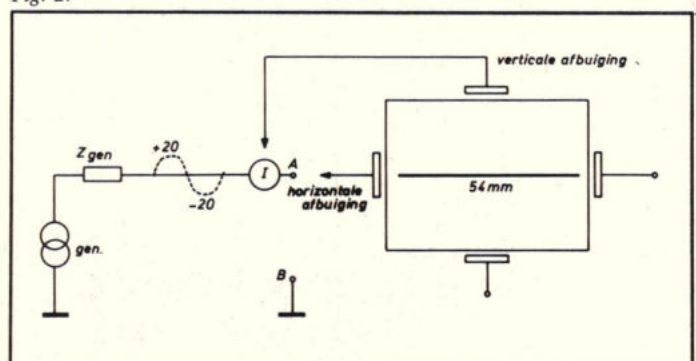 verticale afbuiging
+20
Z gen
I
A
horizontale
afbuiging
54mm
-20
gen.
B